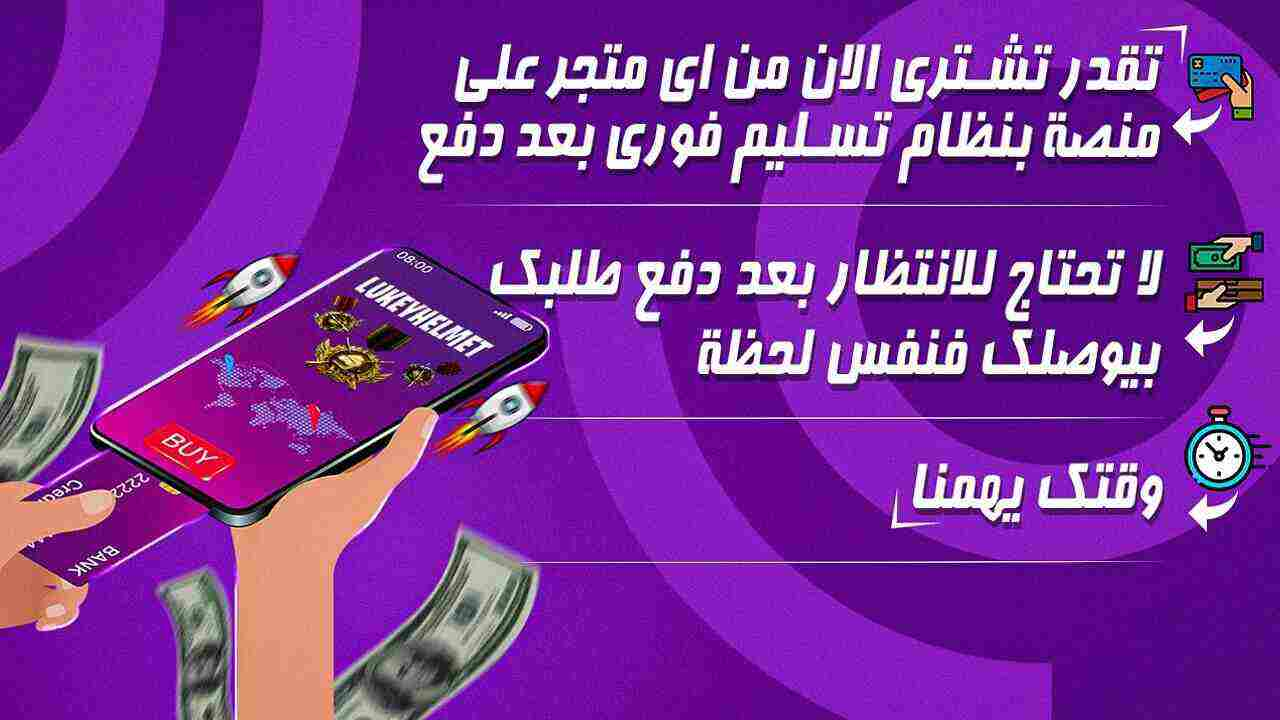 تقدر تشترى الان من اى متجر على
منصة بنظام تسليم فورى بعد دفع
لا تحتاج للانتظار بعد دفع طلبك
بيوصلك فنفس لحظة
وقتك يهمنا
08:00
LUKEYHELMET
BUY
BANK